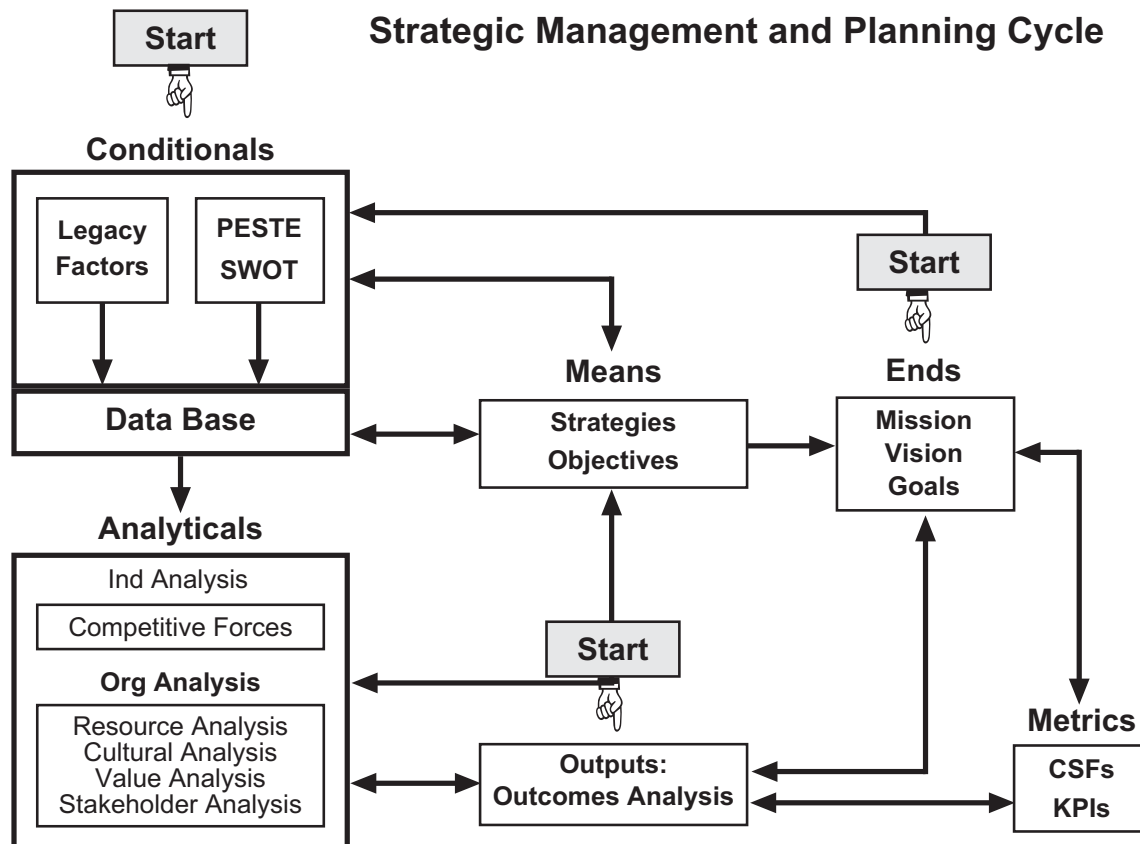 Strategic Management and Planning Cycle
Start
Conditionals
Legacy
Factors
PESTE
SWOT
Data Base
Start
Means
Strategies
Objectives
Ends
Mission
Vision
Goals
Analyticals
Ind Analysis
Competitive Forces
Org Analysis
Resource Analysis
Cultural Analysis
Value Analysis
Stakeholder Analysis
Start
Outputs:
Outcomes Analysis
Metrics
CSFs
KPIs